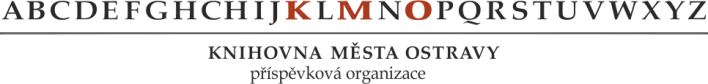 ABCDEFGHCHIJKLMNOPQRSTUVWXYZ
KNIHOVNA MĚSTA OSTRAVY
příspěvková organizace